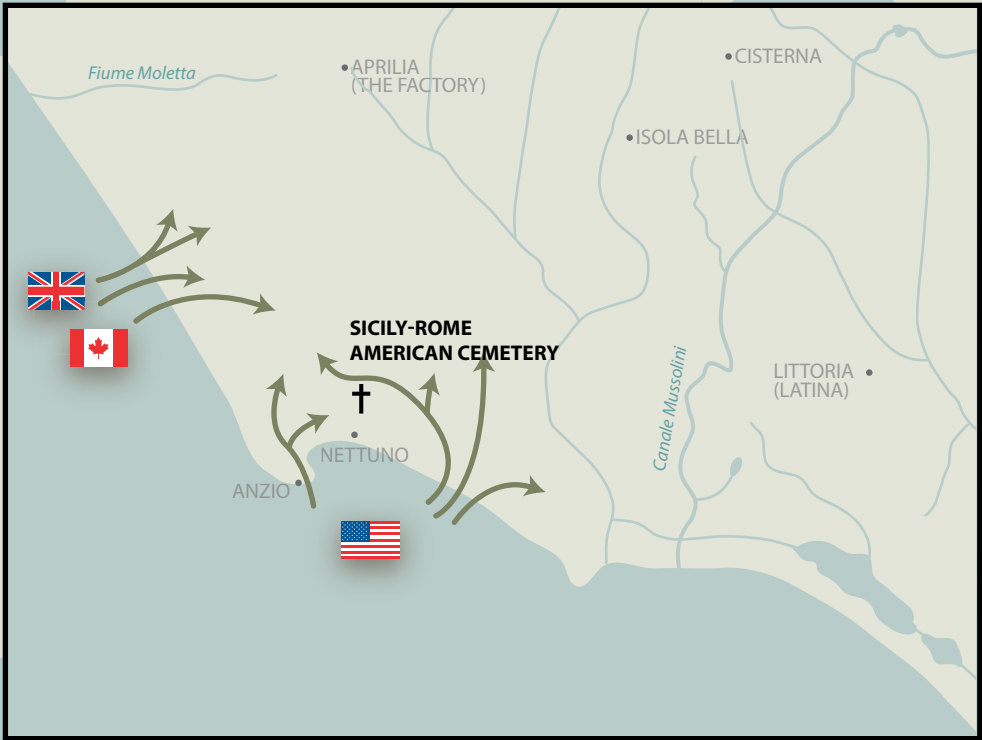 Fiume Moletta
APRILIA
(THE FACTORY)
CISTERNA
ISOLA BELLA
SICILY-ROME
AMERICAN CEMETERY
LITTORIA
(LATINA)
Canale Mussolini
NETTUNO
ANZIO